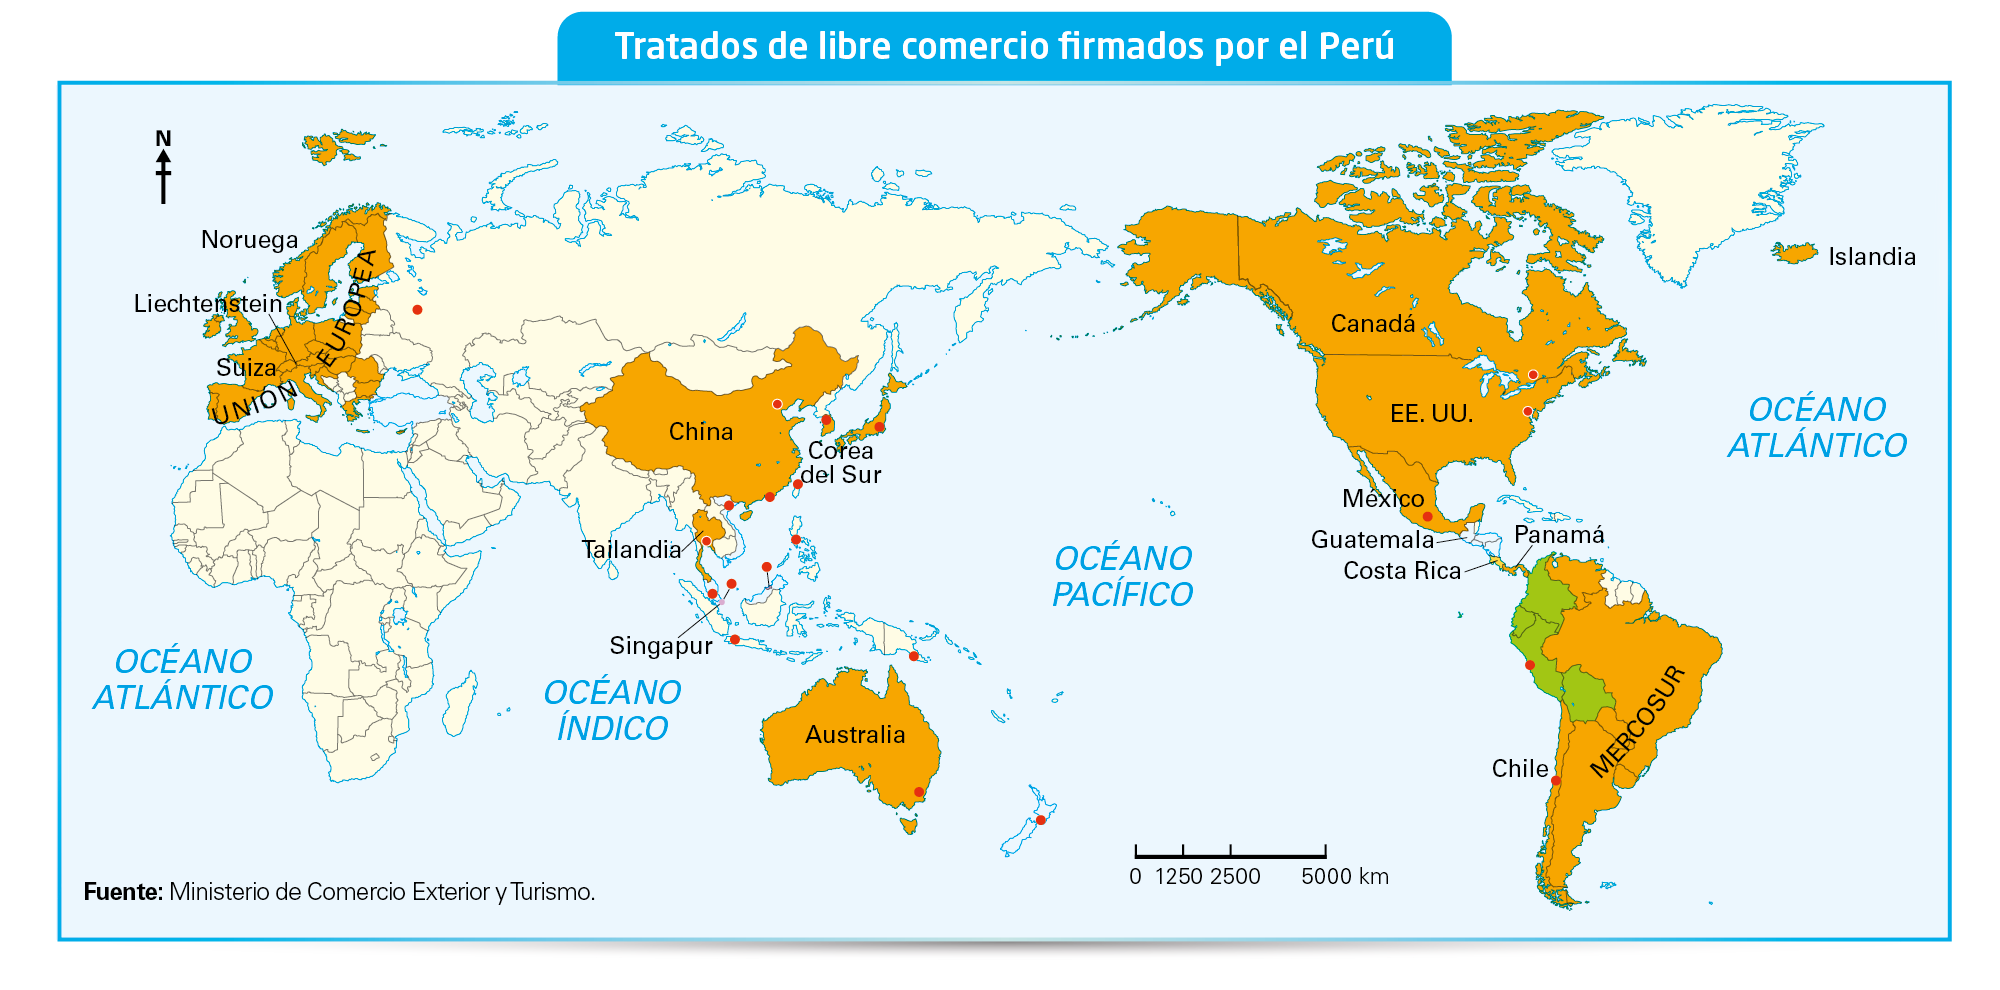 Tratados de libre comercio firmados por el Perú
N
Noruega
Islandia
Liechtenstein
UNIÓN EUROPEA
Suiza
Canadá
EE. UU.
China
Corea
del Sur
OCÉANO
ATLÁNTICO
México
Guatemala
Panamá
Costa Rica
Tailandia
OCÉANO
PACÍFICO
Singapur
OCÉANO
ATLÁNTICO
OCÉANO
ÍNDICO
Australia
MERCOSUR
Chile
0 1250 2500 5000 km
Fuente: Ministerio de Comercio Exterior y Turismo.